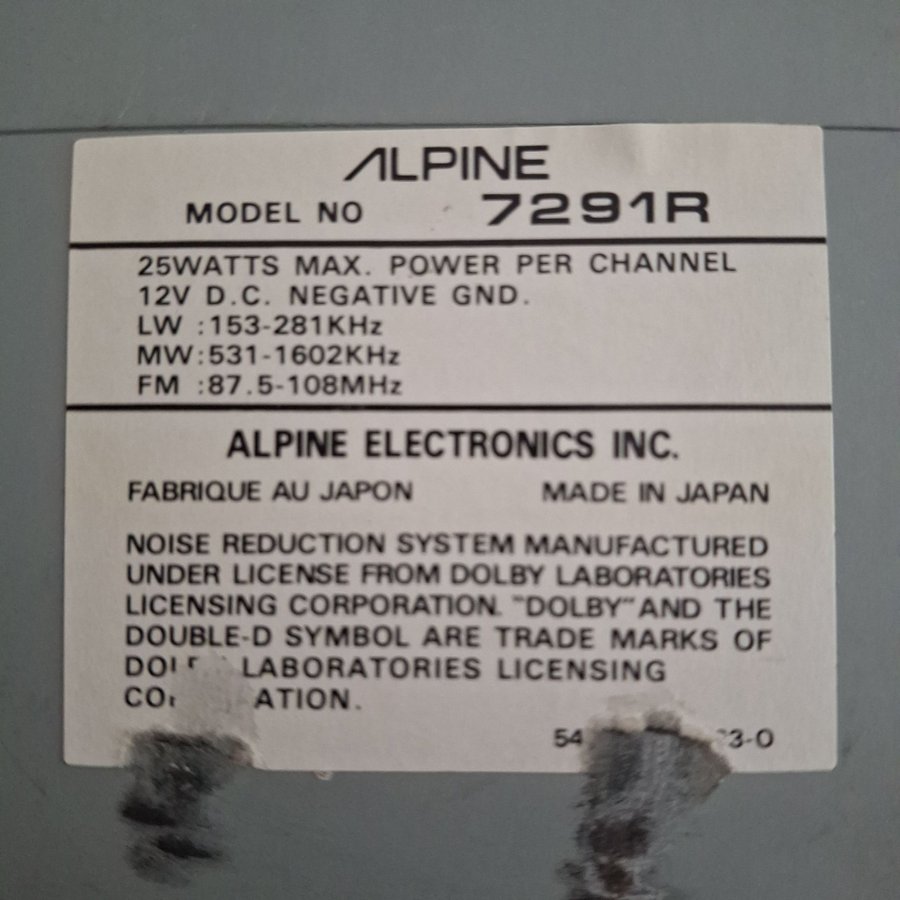 ALPINE
MODEL NO 7291R
25WATTS MAX. POWER PER CHANNEL
12V D.C. NEGATIVE GND.
LW :153-281KHz
MW:531-1602KHz
FM :87.5-108MHz
ALPINE ELECTRONICS INC.
FABRIQUE AU JAPON MADE IN JAPAN
NOISE REDUCTION SYSTEM MANUFACTURED
UNDER LICENSE FROM DOLBY LABORATORIES
LICENSING CORPORATION. "DOLBY" AND THE
DOUBLE-D SYMBOL ARE TRADE MARKS OF
LABORATORIES LICENSING